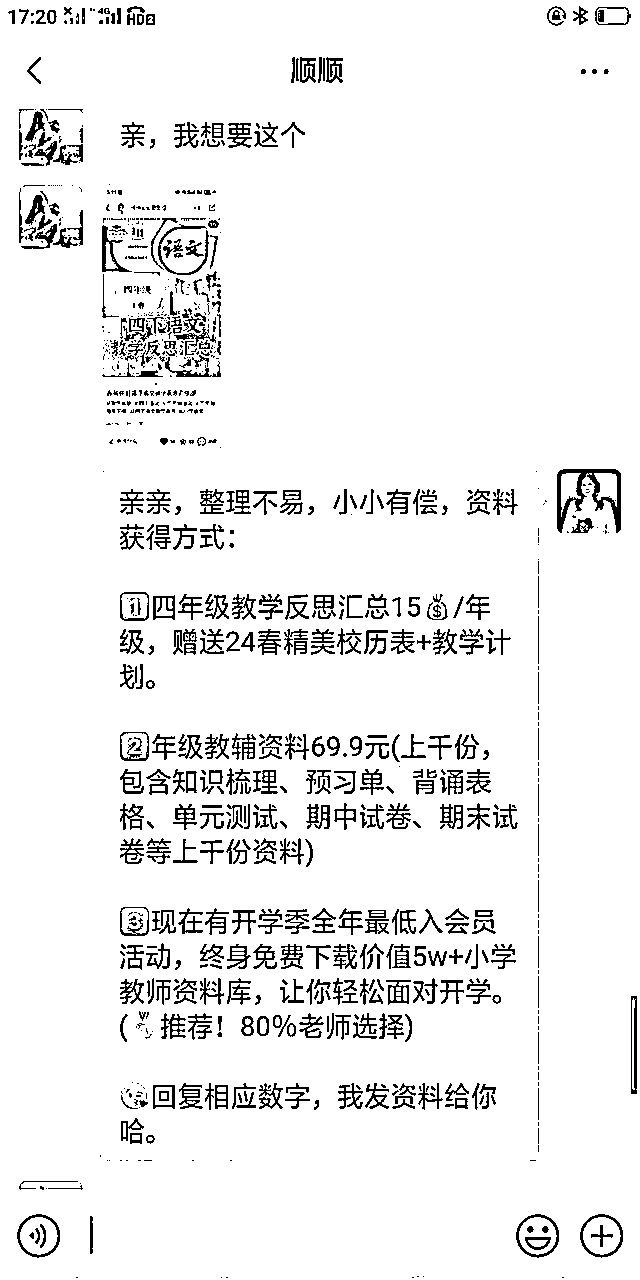 17:20
顺顺
亲，我想要这个
语文
四年级
四下语文
教学反思汇总
亲亲，整理不易，小小有偿，资料
获得方式：
1四年级教学反思汇总15💰/年
级，赠送24春精美校历表+教学计
划。
2年级教辅资料69.9元(上千份，
包含知识梳理、预习单、背诵表
格、单元测试、期中试卷、期末试
卷等上千份资料)
3现在有开学季全年最低入会员
活动，终身免费下载价值5w+小学
教师资料库，让你轻松面对开学。
(推荐！80%老师选择)
回复相应数字，我发资料给你
哈。